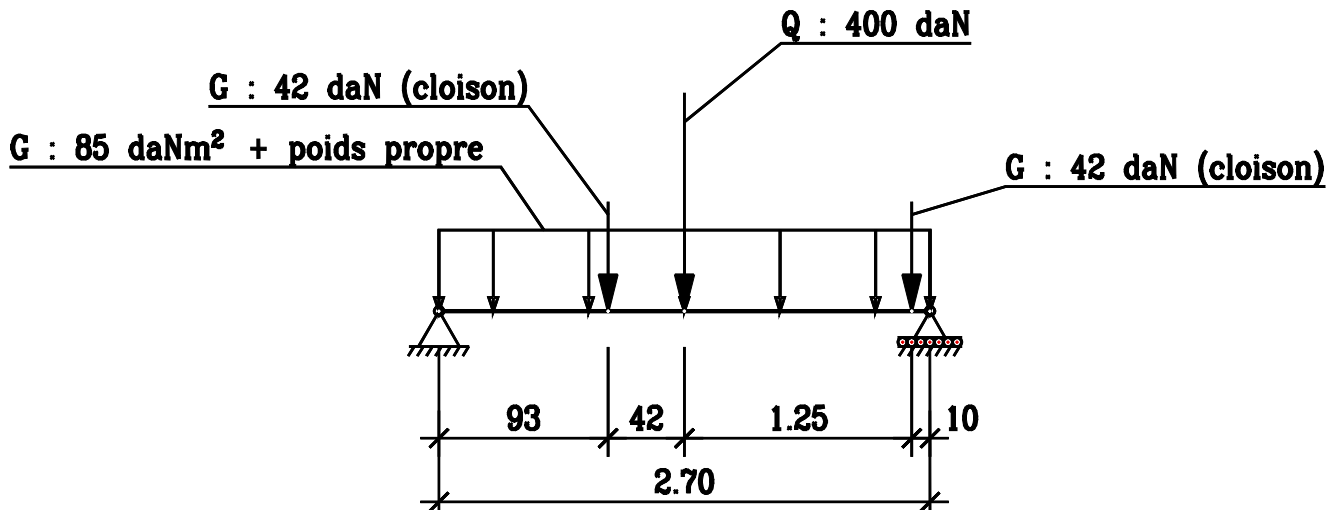 Q : 400 daN
G : 42 daN (cloison)
G : 85 daNm² + poids propre
G : 42 daN (cloison)
93 42 1.25 10
2.70